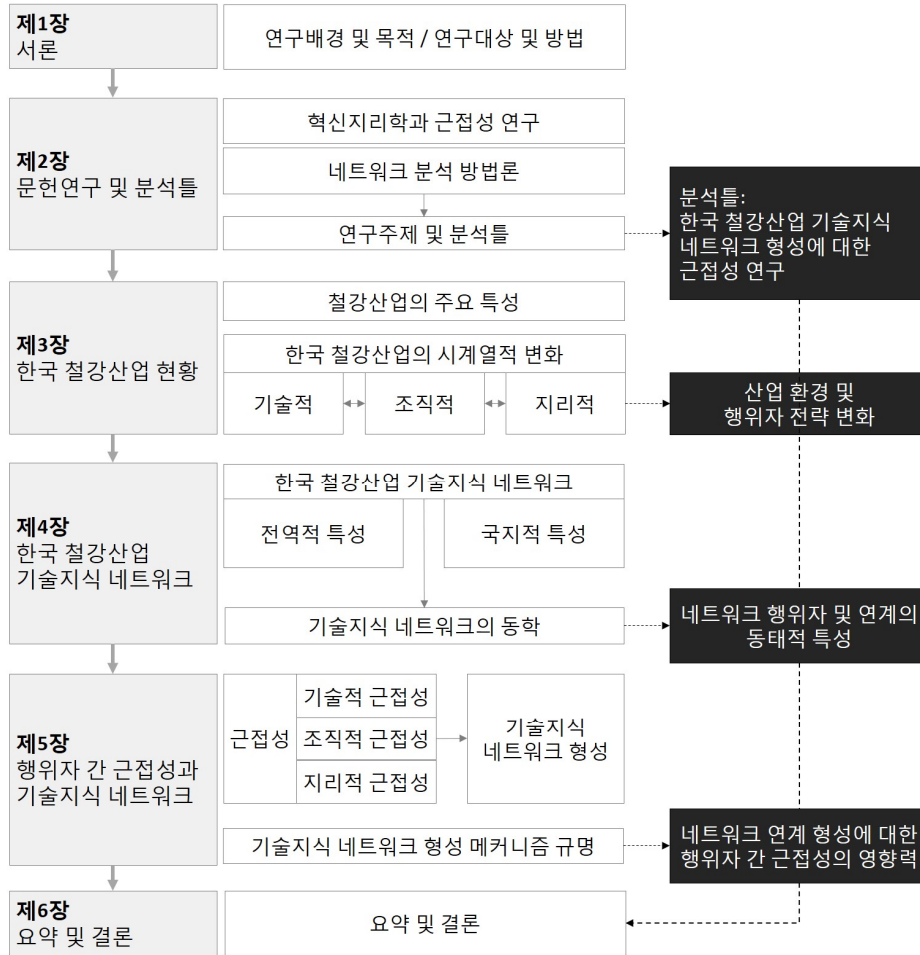 제1장
서론
연구배경 및 목적 / 연구대상 및 방법
제2장
문헌연구 및 분석틀
혁신지리학과 근접성 연구
네트워크 분석 방법론
연구주제 및 분석틀
분석틀:
한국 철강산업 기술지식
네트워크 형성에 대한
근접성 연구
제3장
한국 철강산업 현황
철강산업의 주요 특성
한국 철강산업의 시계열적 변화
기술적
조직적
지리적
산업 환경 및
행위자 전략 변화
제4장
한국 철강산업
기술지식 네트워크
한국 철강산업 기술지식 네트워크
전역적 특성
국지적 특성
기술지식 네트워크의 동학
네트워크 행위자 및 연계의
동태적 특성
제5장
행위자 간 근접성과
기술지식 네트워크
근접성
기술적 근접성
조직적 근접성
지리적 근접성
기술지식
네트워크 형성
기술지식 네트워크 형성 메커니즘 규명
네트워크 연계 형성에 대한
행위자 간 근접성의 영향력
제6장
요약 및 결론
요약 및 결론